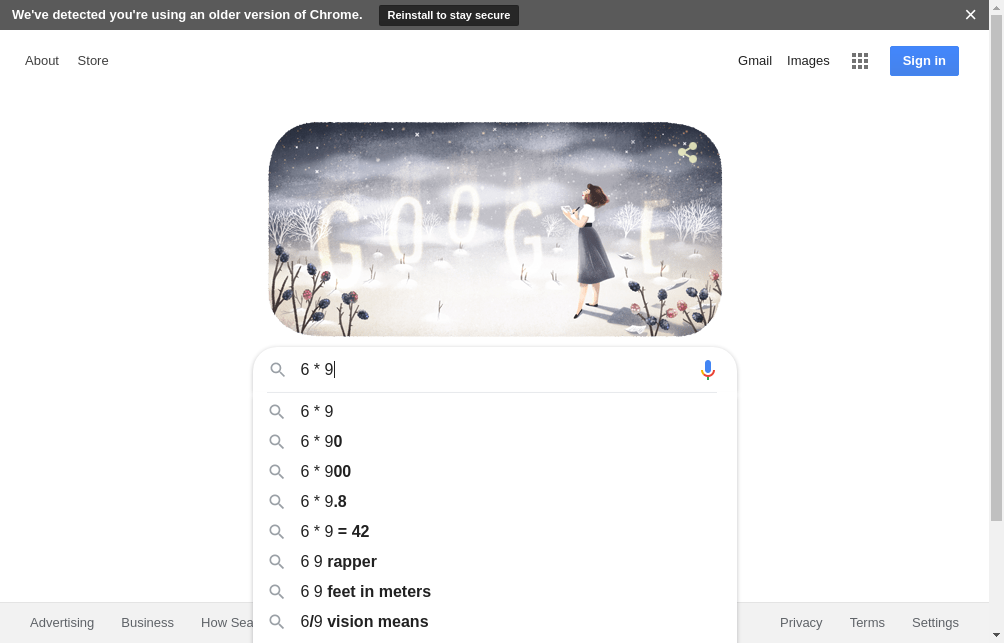 We've detected you're using an older version of Chrome. Reinstall to stay secure
About Store Gmail Images Sign in
GOOGLE
6 * 9
6 * 9
6 * 90
6 * 900
6 * 9.8
6 * 9 = 42
6 9 rapper
6 9 feet in meters
6/9 vision means
Advertising Business How Sea Privacy Terms Settings